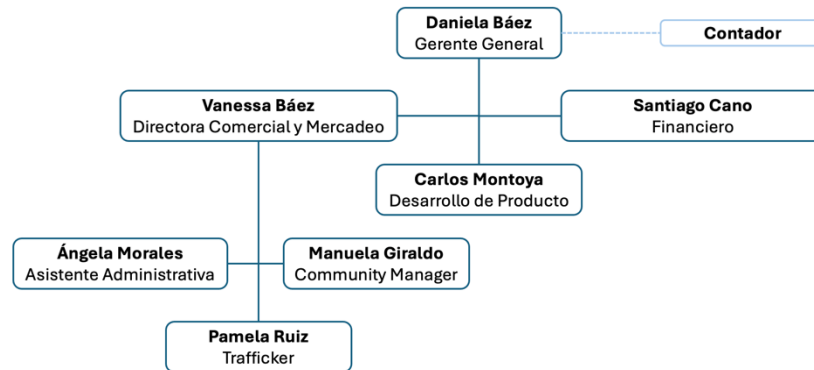 Daniela Báez
Gerente General
Contador
Vanessa Báez
Directora Comercial y Mercadeo
Santiago Cano
Financiero
Carlos Montoya
Desarrollo de Producto
Ángela Morales
Asistente Administrativa
Manuela Giraldo
Community Manager
Pamela Ruiz
Trafficker